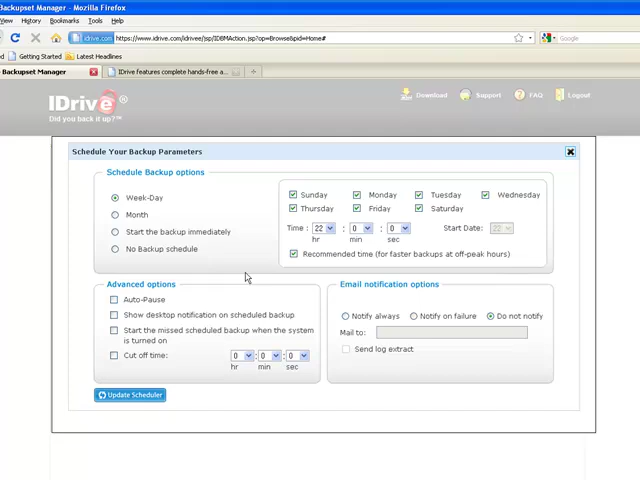 Backupset Manager - Mozilla Firefox
View History Bookmarks Tools Help
idrive.com https://www.idrive.com/idrivee/jsp/IDBMAction.jsp?op=Browse&pid=Home# Google
Getting Started Latest Headlines
Backupset Manager IDrive features complete hands-free a...
IDrive ®
Did you back it up?™
Download Support FAQ Logout
Schedule Your Backup Parameters
Schedule Backup options
Week-Day
Month
Start the backup immediately
No Backup schedule
Sunday Monday Tuesday Wednesday
Thursday Friday Saturday
Time : 22 : 0 : 0 Start Date: 22
hr min sec
Recommended time (for faster backups at off-peak hours)
Advanced options
Auto-Pause
Show desktop notification on scheduled backup
Start the missed scheduled backup when the system
is turned on
Cut off time: 0 : 0 : 0
hr min sec
Email notification options
Notify always Notify on failure Do not notify
Mail to:
Send log extract
Update Scheduler